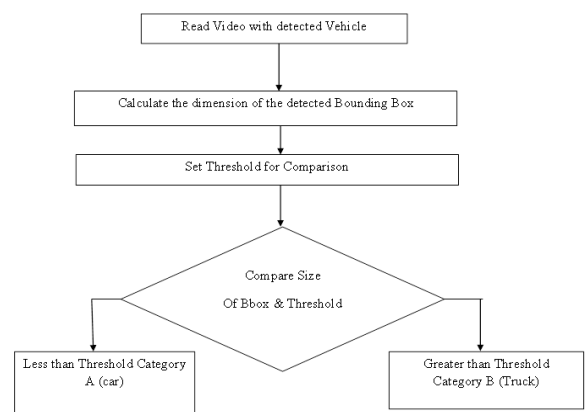 Read Video with detected Vehicle
Calculate the dimension of the detected Bounding Box
Set Threshold for Comparison
Compare Size
Of Bbox & Threshold
Less than Threshold Category
A (car)
Greater than Threshold
Category B (Truck)